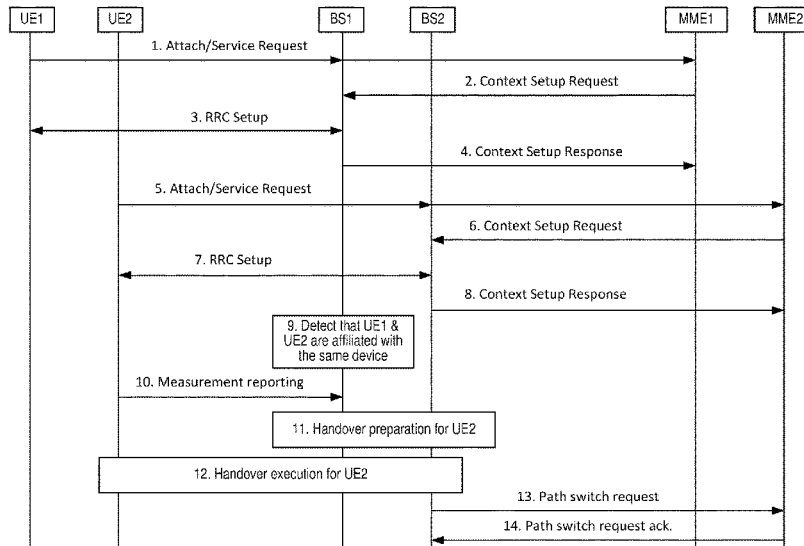 UE1
UE2
BS1
BS2
MME1
MME2
1. Attach/Service Request
2. Context Setup Request
3. RRC Setup
4. Context Setup Response
5. Attach/Service Request
6. Context Setup Request
7. RRC Setup
8. Context Setup Response
9. Detect that UE1 &
UE2 are affiliated with
the same device
10. Measurement reporting
11. Handover preparation for UE2
12. Handover execution for UE2
13. Path switch request
14. Path switch request ack.